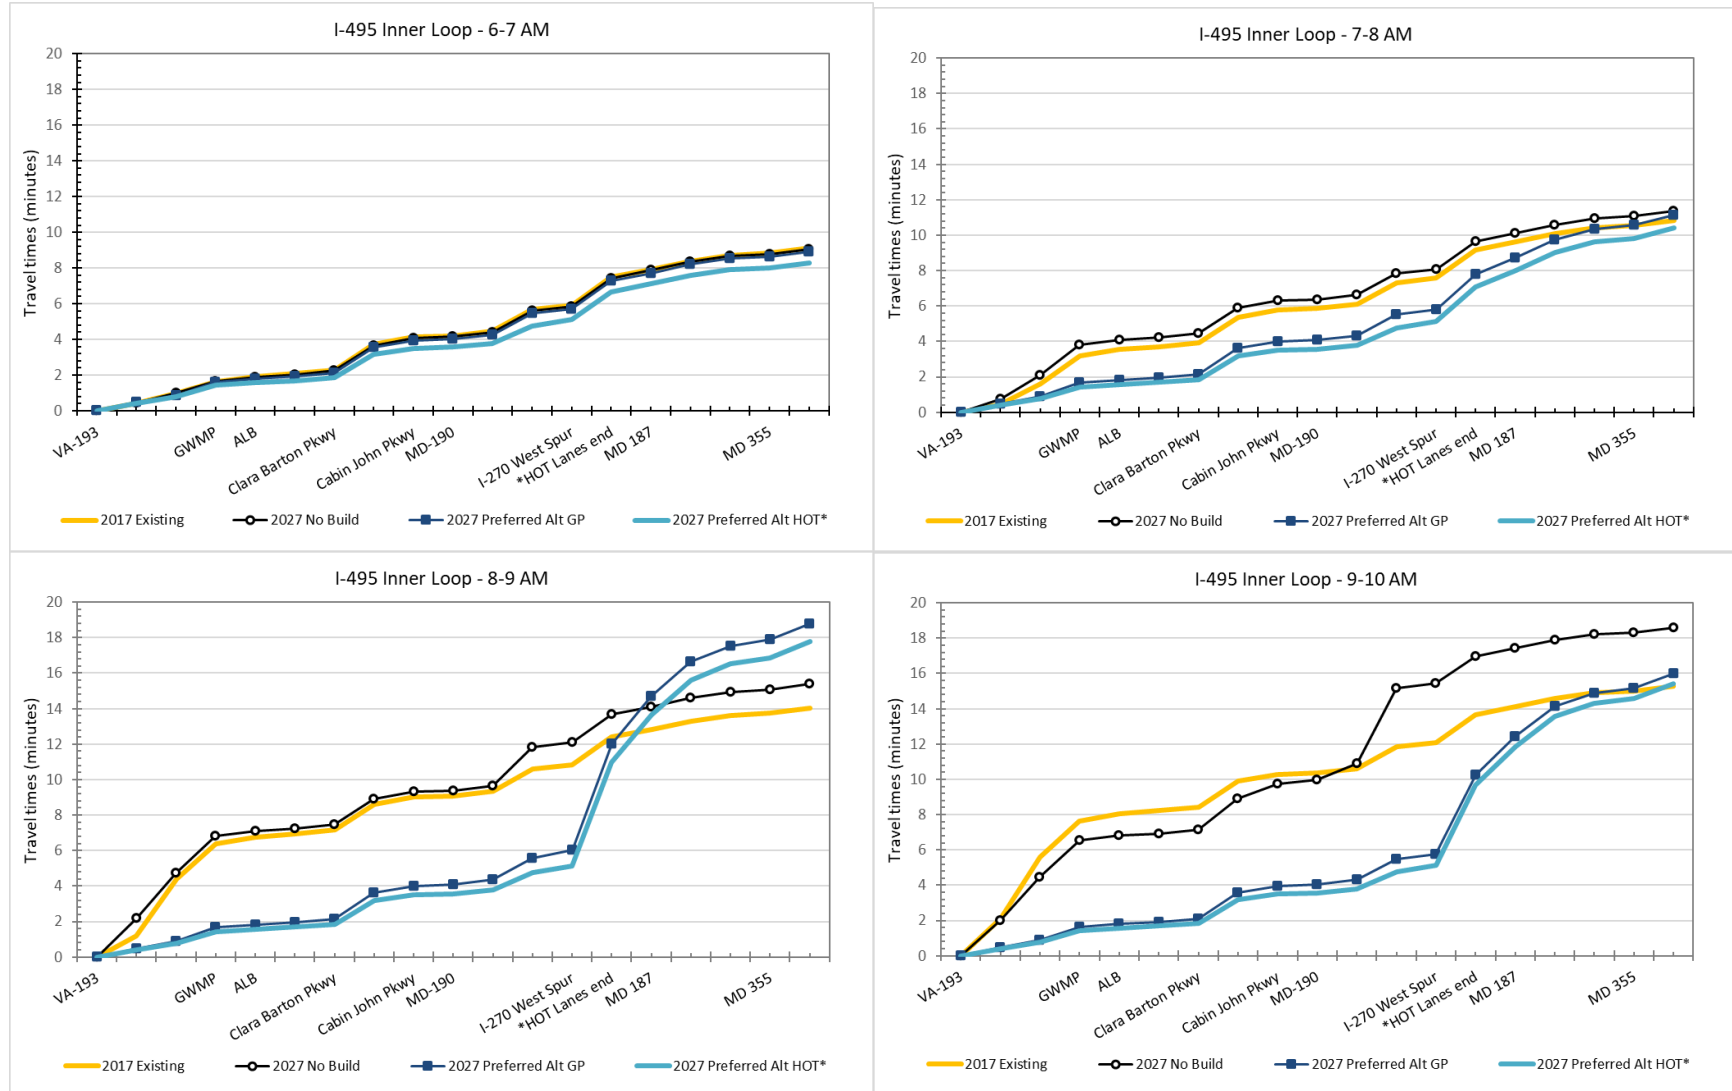 I-495 Inner Loop - 6-7 AM
Travel times (minutes)
20
18
16
14
12
10
8
6
4
2
0
VA-193
GWMP
ALB
Clara Barton Pkwy
Cabin John Pkwy
MD-190
I-270 West Spur
*HOT Lanes end
MD 187
MD 355
2017 Existing
2027 No Build
2027 Preferred Alt GP
2027 Preferred Alt HOT*
I-495 Inner Loop - 7-8 AM
Travel times (minutes)
20
18
16
14
12
10
8
6
4
2
0
VA-193
GWMP
ALB
Clara Barton Pkwy
Cabin John Pkwy
MD-190
I-270 West Spur
*HOT Lanes end
MD 187
MD 355
2017 Existing
2027 No Build
2027 Preferred Alt GP
2027 Preferred Alt HOT*
I-495 Inner Loop - 8-9 AM
Travel times (minutes)
20
18
16
14
12
10
8
6
4
2
0
VA-193
GWMP
ALB
Clara Barton Pkwy
Cabin John Pkwy
MD-190
I-270 West Spur
*HOT Lanes end
MD 187
MD 355
2017 Existing
2027 No Build
2027 Preferred Alt GP
2027 Preferred Alt HOT*
I-495 Inner Loop - 9-10 AM
Travel times (minutes)
20
18
16
14
12
10
8
6
4
2
0
VA-193
GWMP
ALB
Clara Barton Pkwy
Cabin John Pkwy
MD-190
I-270 West Spur
*HOT Lanes end
MD 187
MD 355
2017 Existing
2027 No Build
2027 Preferred Alt GP
2027 Preferred Alt HOT*